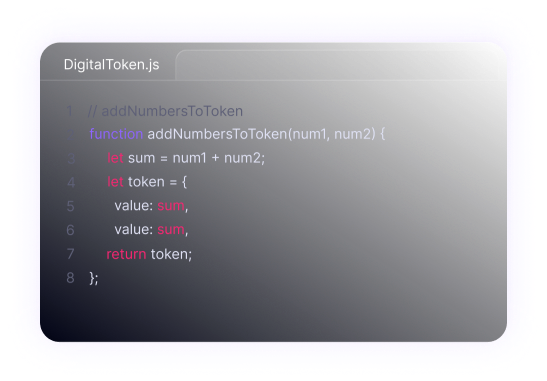 DigitalToken.js
1 // addNumbersToToken
function addNumbersToToken(num1, num2) {
3 let sum = num1 + num2;
4 let token = {
5 value: sum,
6 value: sum,
7 return token;
8 };